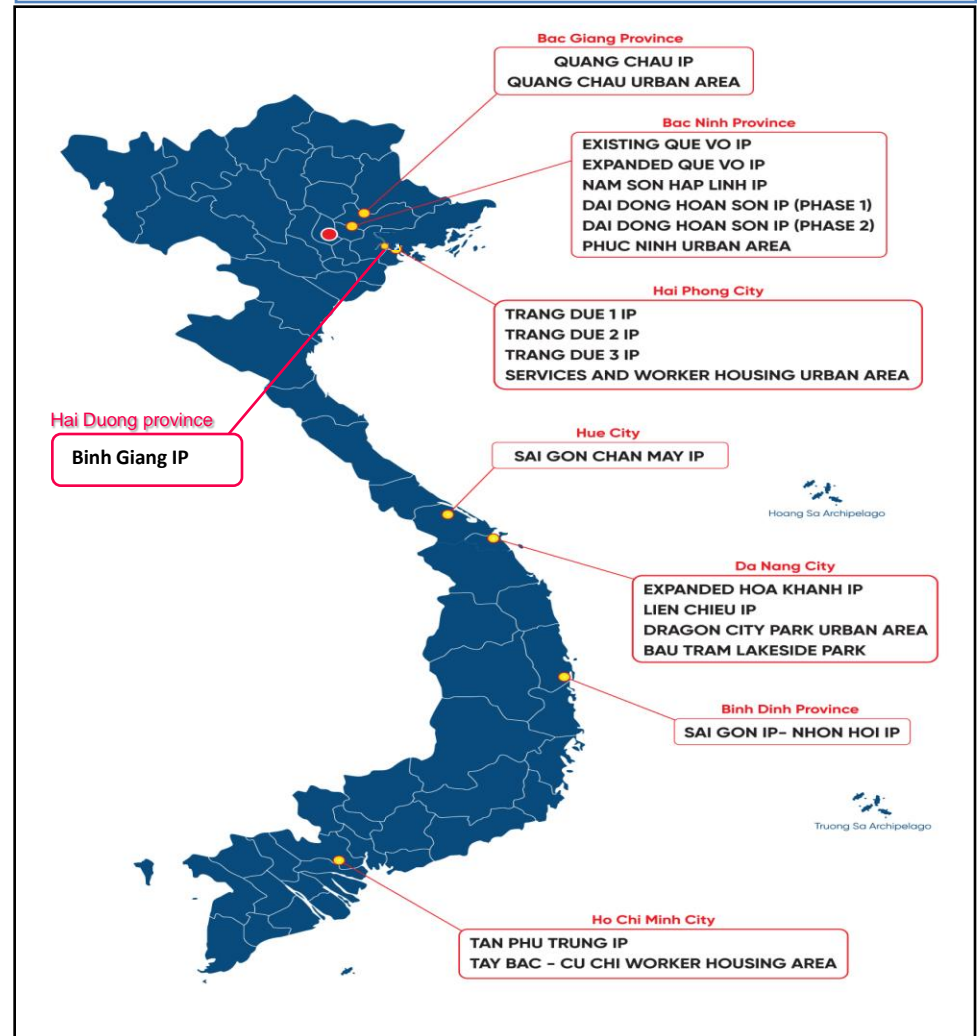 Bac Giang Province
QUANG CHAU IP
QUANG CHAU URBAN AREA
Bac Ninh Province
EXISTING QUE VO IP
EXPANDED QUE VO IP
NAM SON HAP LINH IP
DAI DONG HOAN SON IP (PHASE 1)
DAI DONG HOAN SON IP (PHASE 2)
PHUC NINH URBAN AREA
Hai Phong City
TRANG DUE 1 IP
TRANG DUE 2 IP
TRANG DUE 3 IP
SERVICES AND WORKER HOUSING URBAN AREA
Hai Duong province
Binh Giang IP
Hue City
SAI GON CHAN MAY IP
Hoang Sa Archipelago
Da Nang City
EXPANDED HOA KHANH IP
LIEN CHIEU IP
DRAGON CITY PARK URBAN AREA
BAU TRAM LAKESIDE PARK
Binh Dinh Province
SAI GON IP- NHON HOI IP
Truong Sa Archipelago
Ho Chi Minh City
TAN PHU TRUNG IP
TAY BAC - CU CHI WORKER HOUSING AREA